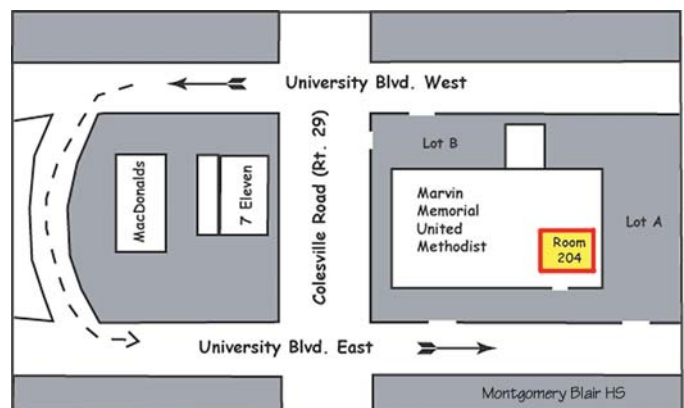 University Blvd. West
Colesville Road (Rt. 29)
MacDonalds
7 Eleven
Lot B
Marvin
Memorial
United
Methodist
Room
204
Lot A
University Blvd. East
Montgomery Blair HS